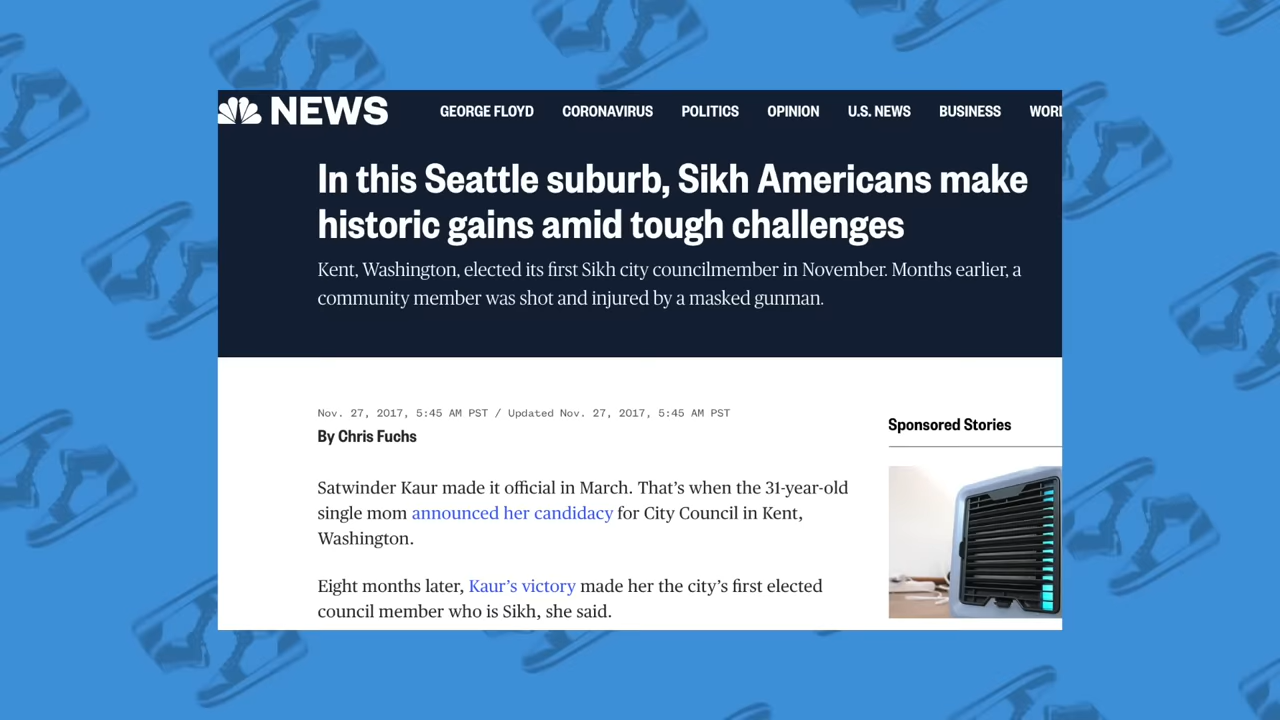 NEWS GEORGE FLOYD CORONAVIRUS POLITICS OPINION U.S. NEWS BUSINESS
In this Seattle suburb, Sikh Americans make
historic gains amid tough challenges
Kent, Washington, elected its first Sikh city councilmember in November. Months earlier, a
community member was shot and injured by a masked gunman.
Nov. 27, 2017, 5:45 AM PST / Updated Nov. 27, 2017, 5:45 AM PST
By Chris Fuchs
Satwinder Kaur made it official in March. That’s when the 31-year-old
single mom announced her candidacy for City Council in Kent,
Washington.
Eight months later, Kaur’s victory made her the city’s first elected
council member who is Sikh, she said.
Sponsored Stories